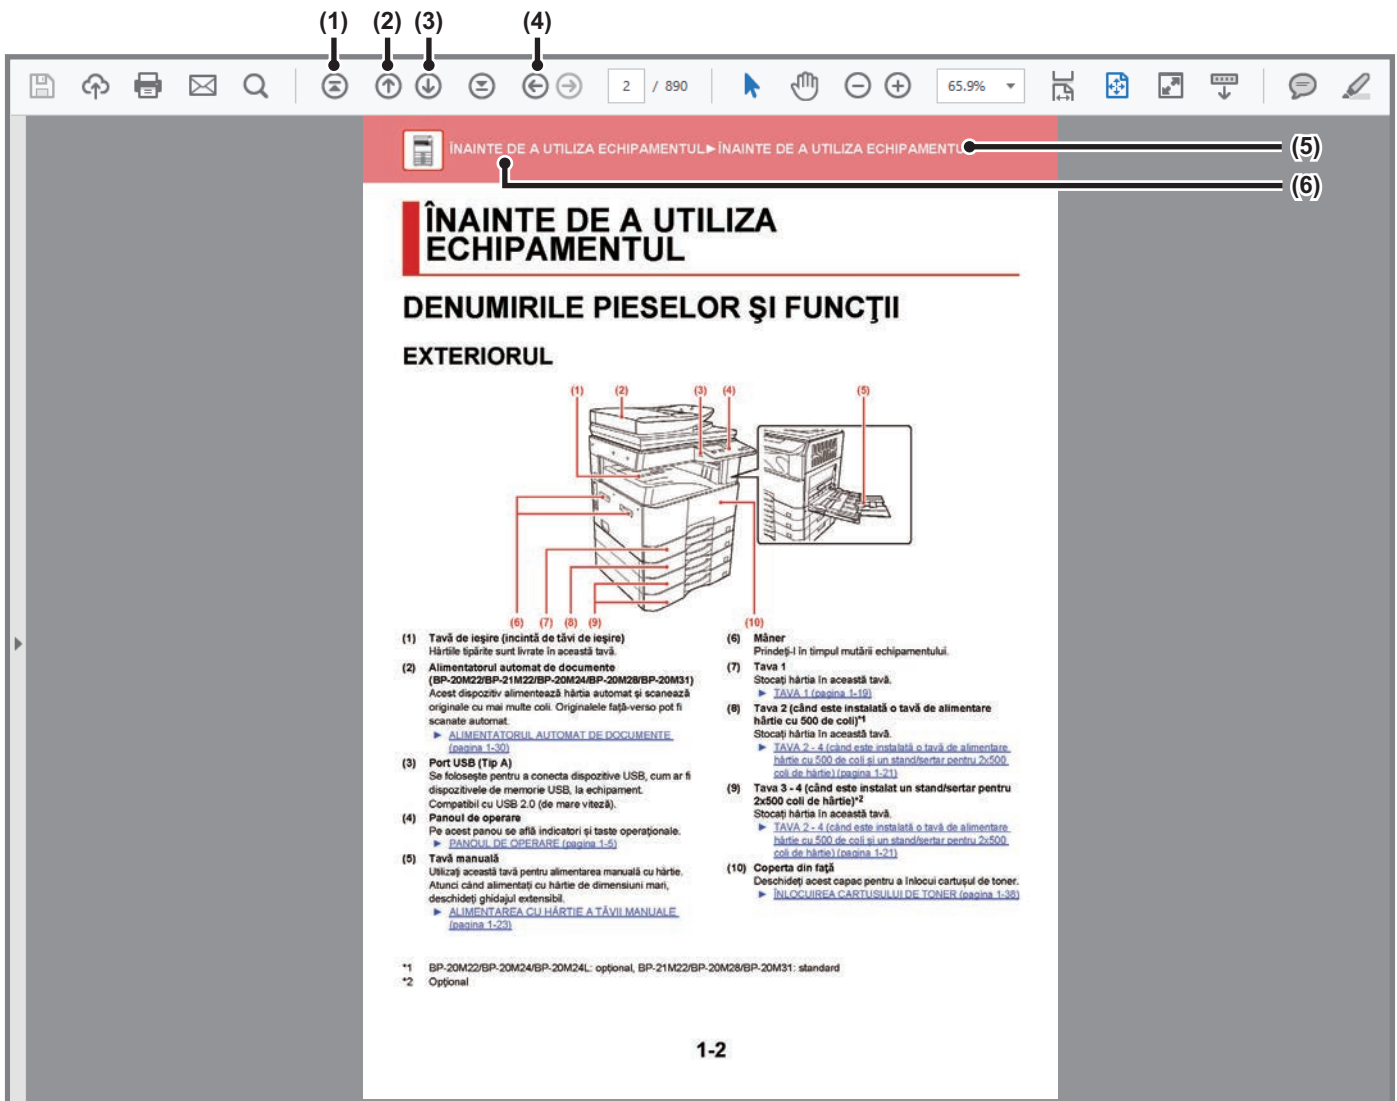 (1) (2) (3) (4)
2 / 890 65.9%
ÎNAINTE DE A UTILIZA ECHIPAMENTUL►ÎNAINTE DE A UTILIZA ECHIPAMENTU
(5)
(6)
ÎNAINTE DE A UTILIZA
ECHIPAMENTUL
DENUMIRILE PIESELOR ŞI FUNCŢII
EXTERIORUL
(1) (2) (3) (4) (5)
(6) (7) (8) (9) (10)
(1) Tavă de ieşire (incintă de tăvi de ieşire)
Hârtiile tipărite sunt livrate în această tavă.
(2) Alimentatorul automat de documente
(BP-20M22/BP-21M22/BP-20M24/BP-20M28/BP-20M31)
Acest dispozitiv alimentează hârtia automat şi scanează
originale cu mai multe coli. Originalele faţă-verso pot fi
scanate automat.
► ALIMENTATORUL AUTOMAT DE DOCUMENTE
(pagina 1-30)
(3) Port USB (Tip A)
Se foloseşte pentru a conecta dispozitive USB, cum ar fi
dispozitivele de memorie USB, la echipament.
Compatibil cu USB 2.0 (de mare viteză).
(4) Panoul de operare
Pe acest panou se află indicatori şi taste operaţionale.
► PANOUL DE OPERARE (pagina 1-5)
(5) Tavă manuală
Utilizaţi această tavă pentru alimentarea manuală cu hârtie.
Atunci când alimentaţi cu hârtie de dimensiuni mari,
deschideţi ghidajul extensibil.
► ALIMENTAREA CU HÂRTIE A TĂVII MANUALE
(pagina 1-23)
(6) Mâner
Prindeţi-l în timpul mutării echipamentului.
(7) Tava 1
Stocaţi hârtia în această tavă.
► TAVA 1 (pagina 1-19)
(8) Tava 2 (când este instalată o tavă de alimentare
hârtie cu 500 de coli)*1
Stocaţi hârtia în această tavă.
► TAVA 2 - 4 (când este instalată o tavă de alimentare
hârtie cu 500 de coli şi un stand/sertar pentru 2x500
coli de hârtie) (pagina 1-21)
(9) Tava 3 - 4 (când este instalat un stand/sertar pentru
2x500 coli de hârtie)*2
Stocaţi hârtia în această tavă.
► TAVA 2 - 4 (când este instalată o tavă de alimentare
hârtie cu 500 de coli şi un stand/sertar pentru 2x500
coli de hârtie) (pagina 1-21)
(10) Coperta din faţă
Deschideţi acest capac pentru a înlocui cartuşul de toner.
► ÎNLOCUIREA CARTUŞULUI DE TONER (pagina 1-38)
*1 BP-20M22/BP-20M24/BP-20M24L: opţional, BP-21M22/BP-20M28/BP-20M31: standard
*2 Opţional
1-2